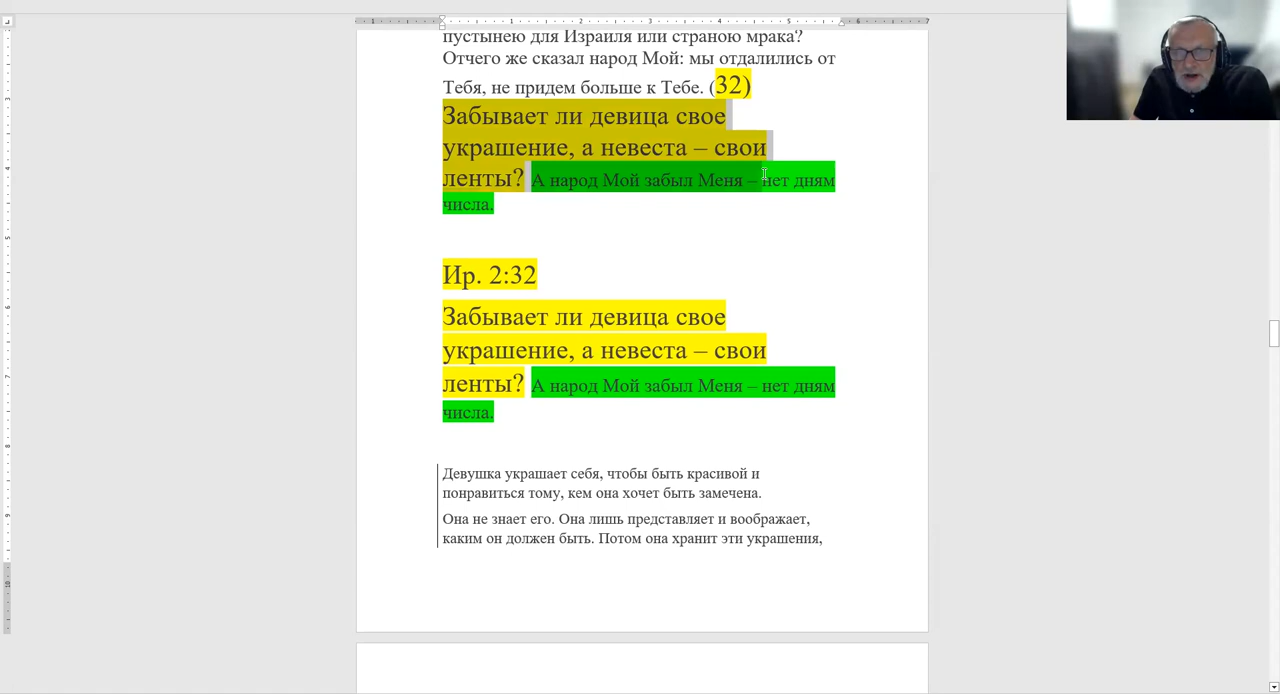 пустынею для Израиля или страною мрака?
Отчего же сказал народ Мой: мы отдалились от
Тебя, не придем больше к Тебе. (32)
Забывает ли девица свое
украшение, а невеста – свои
ленты? А народ Мой забыл Меня – нет дням
числа.
Ир. 2:32
Забывает ли девица свое
украшение, а невеста – свои
ленты? А народ Мой забыл Меня – нет дням
числа.
Девушка украшает себя, чтобы быть красивой и
понравиться тому, кем она хочет быть замечена.
Она не знает его. Она лишь представляет и воображает,
каким он должен быть. Потом она хранит эти украшения,